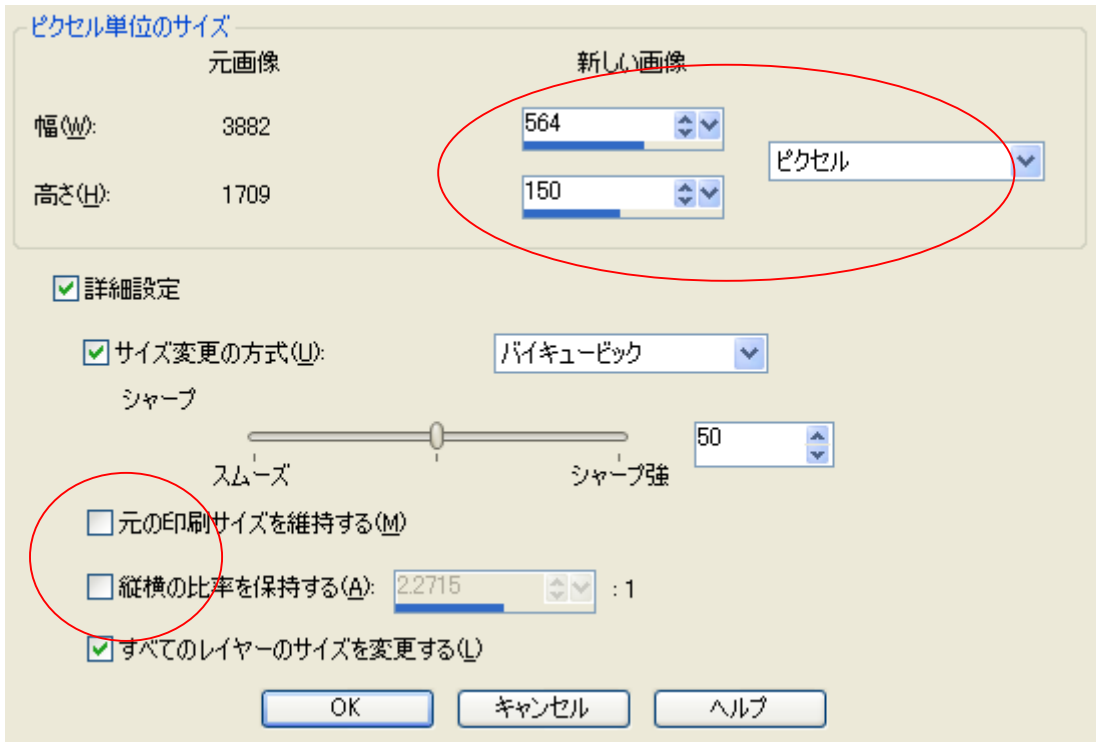 ピクセル単位のサイズ
元画像 新しい画像
幅(W): 3882 564 ピクセル
高さ(H): 1709 150
詳細設定
サイズ変更の方式(U): バイキュービック
シャープ
50
スムーズ シャープ強
元の印刷サイズを維持する(M)
縦横の比率を保持する(A): 2.2715 : 1
すべてのレイヤーのサイズを変更する(L)
OK キャンセル ヘルプ